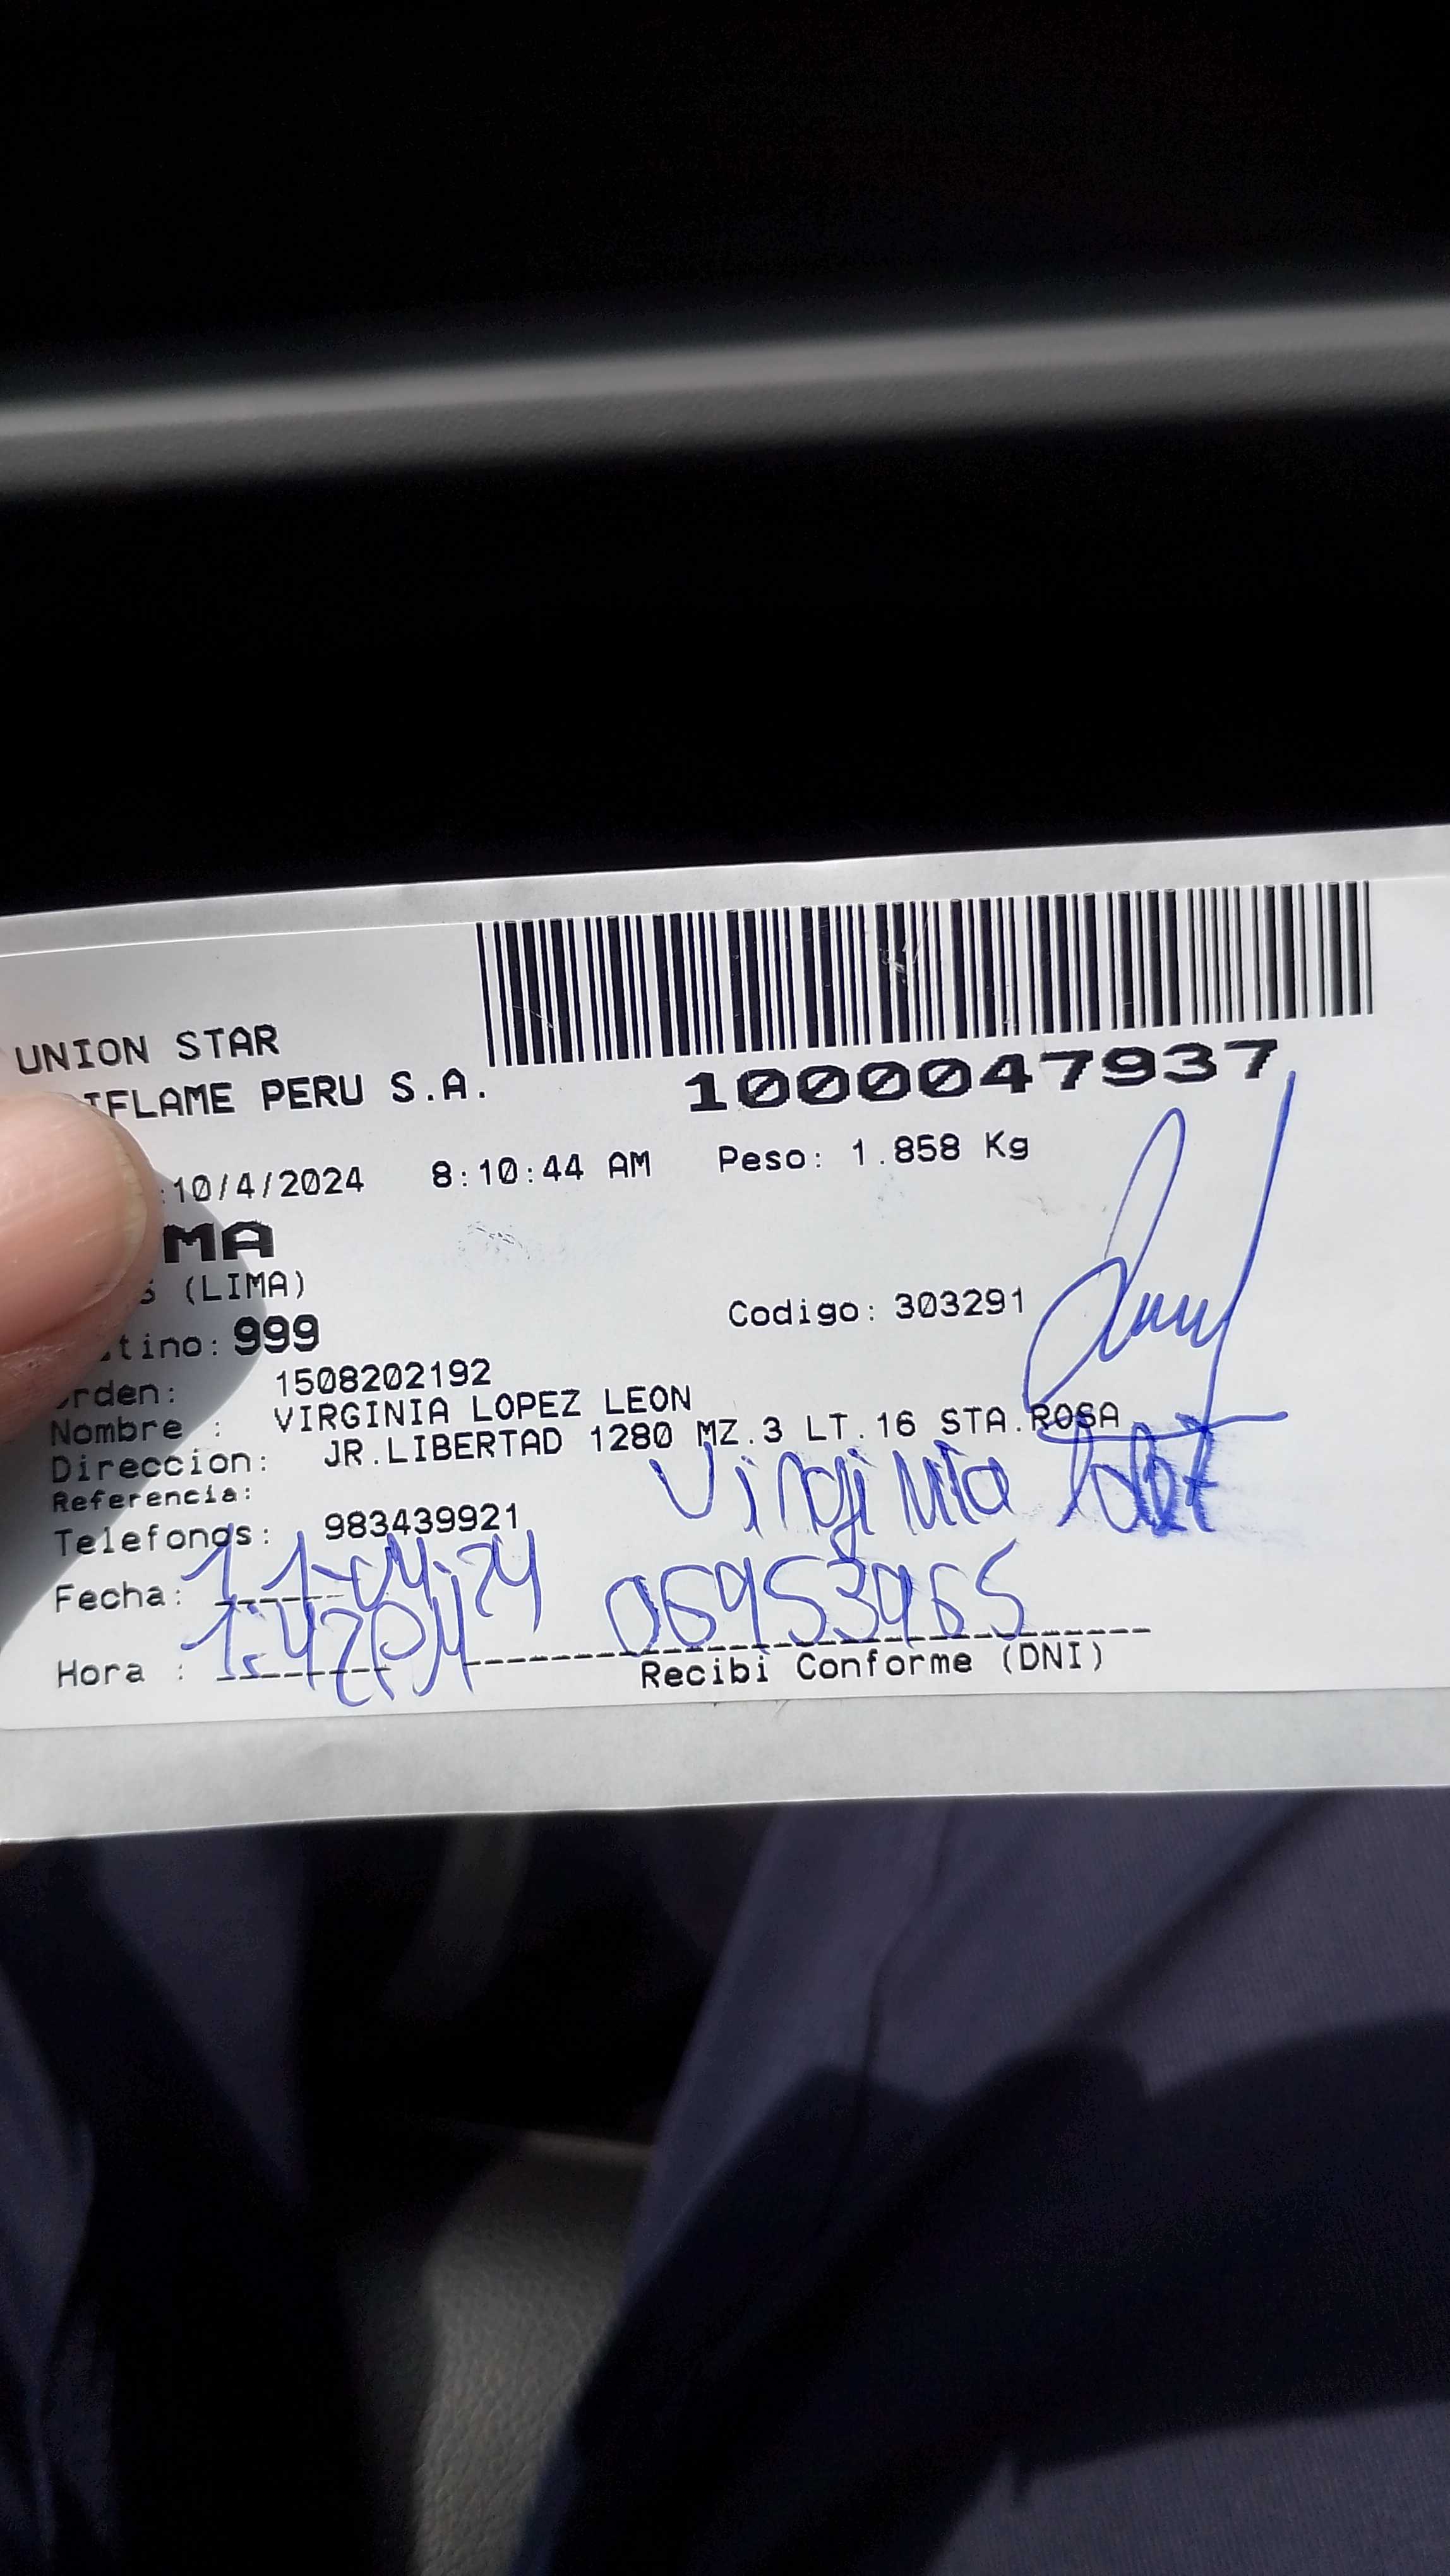 UNION STAR
IFLAME PERU S.A.
1000047937
:10/4/2024 8:10:44 AM Peso: 1.858 Kg
MA
S (LIMA)
Codigo: 303291
tino: 999
rden: 1508202192
Nombre : VIRGINIA LOPEZ LEON
Direccion: JR.LIBERTAD 1280 MZ.3 LT.16 STA.ROSA
Referencia:
Virginia
Telefonos: 983439921
Fecha: 11-04-24
06953965
Hora : 1:42PM
Recibi Conforme (DNI)